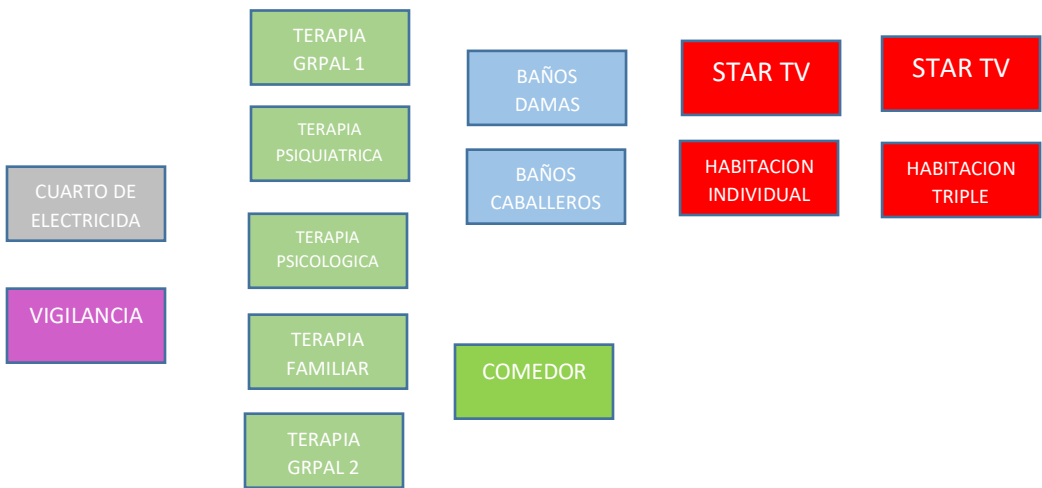 CUARTO DE
ELECTRICIDA
VIGILANCIA
TERAPIA
GRPAL 1
TERAPIA
PSIQUIATRICA
TERAPIA
PSICOLOGICA
TERAPIA
FAMILIAR
TERAPIA
GRPAL 2
BAÑOS
DAMAS
BAÑOS
CABALLEROS
COMEDOR
STAR TV
HABITACION
INDIVIDUAL
STAR TV
HABITACION
TRIPLE